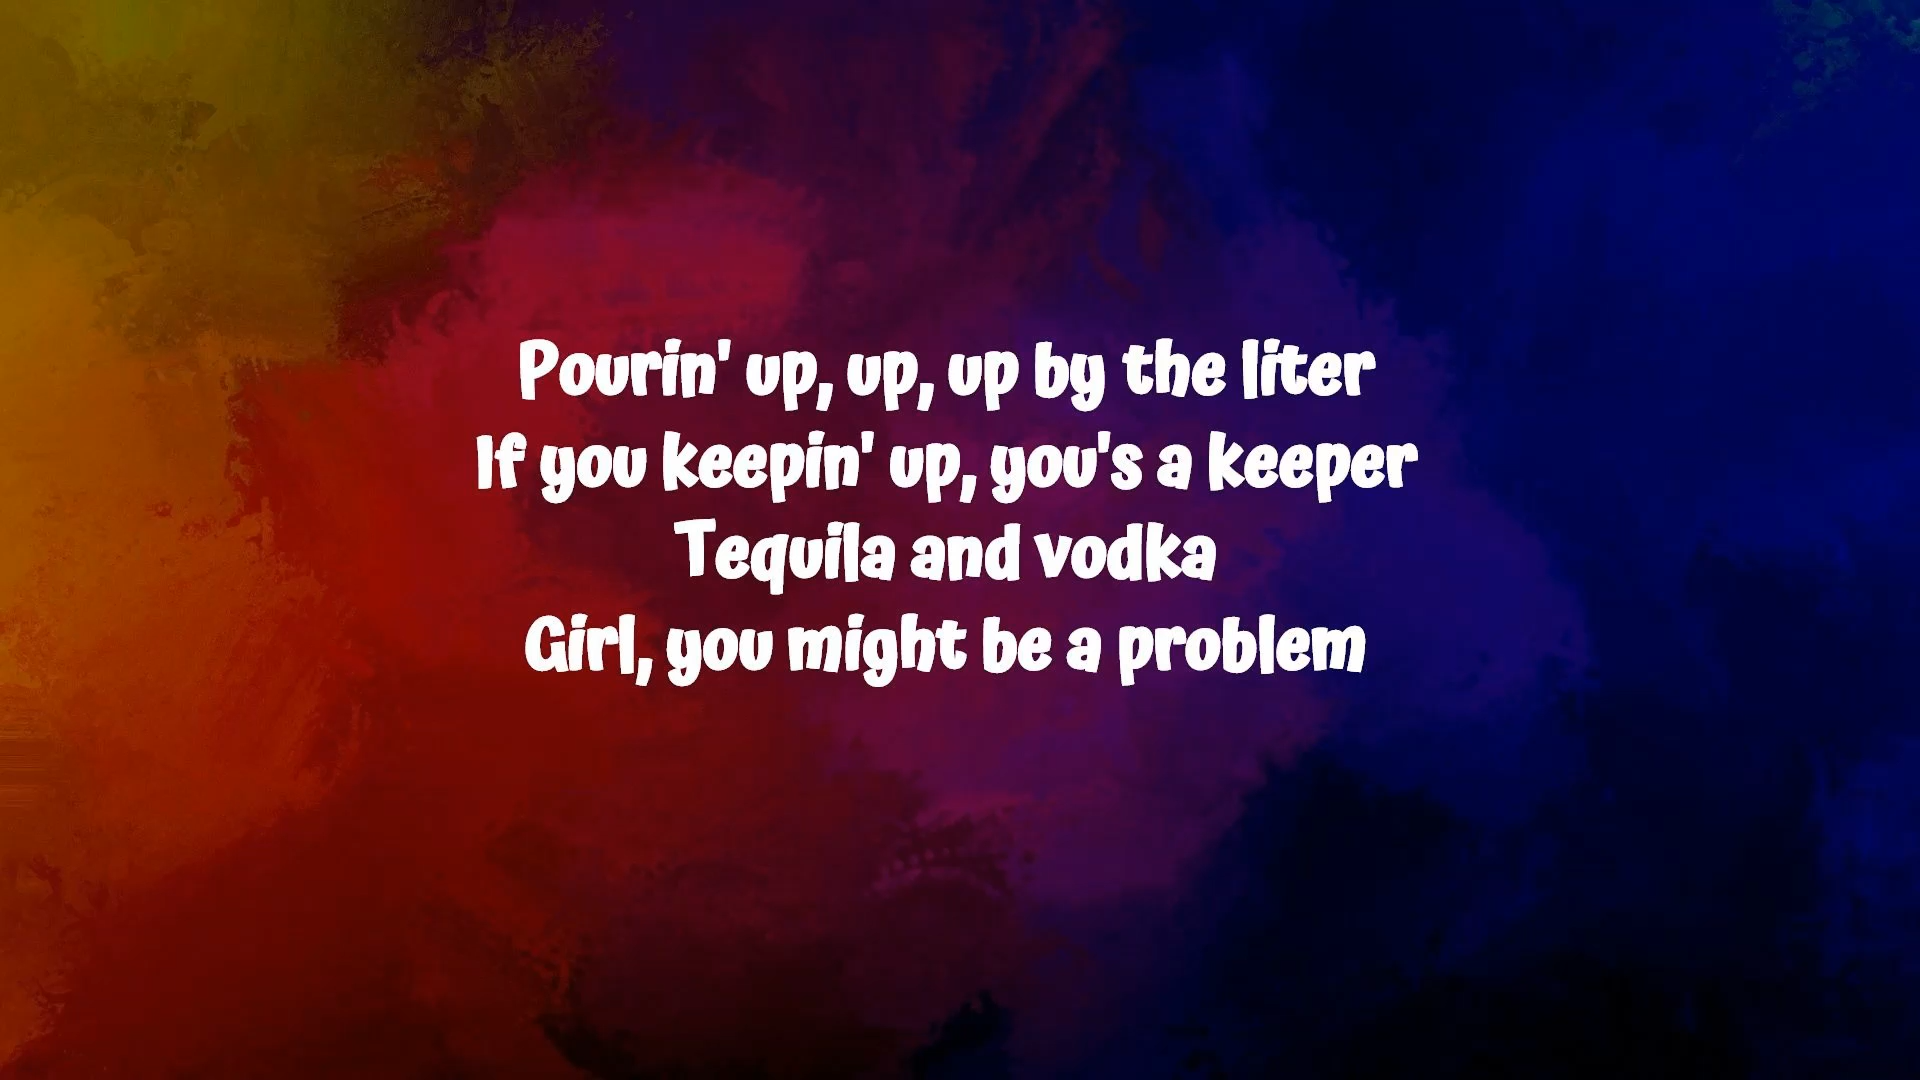 Pourin' up, up, up by the liter
If you keepin' up, you's a keeper
Tequila and vodka
Girl, you might be a problem